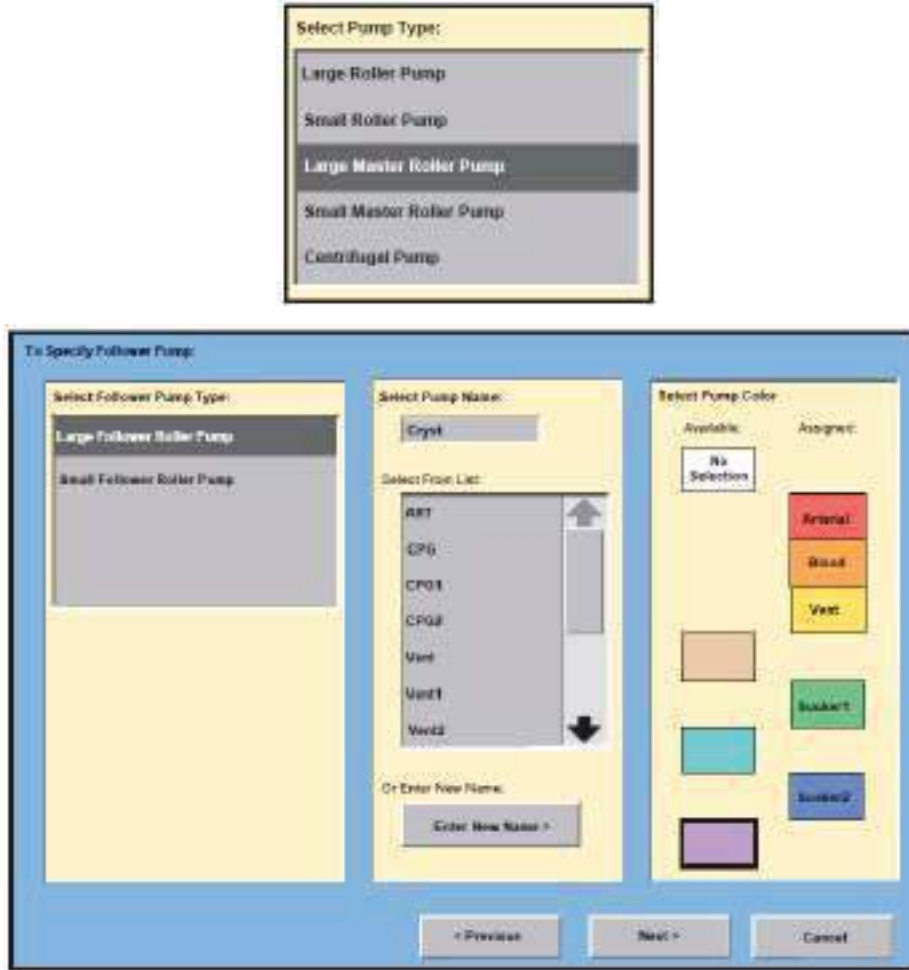 Select Pump Type:
Large Roller Pump
Small Roller Pump
Large Master Roller Pump
Small Master Roller Pump
Centrifugal Pump
To Specify Follower Pump:
Select Follower Pump Type:
Large Follower Roller Pump
Small Follower Roller Pump
Select Pump Name:
Cryst
Select From List:
ART
CPG
CPG1
CPG2
Vent
Vent1
Vent2
Or Enter New Name:
Enter New Name >
Select Pump Color
Available:
Assigned:
No
Selection
Arterial
Blood
Vent
Sucker1
Sucker2
< Previous
Next >
Cancel